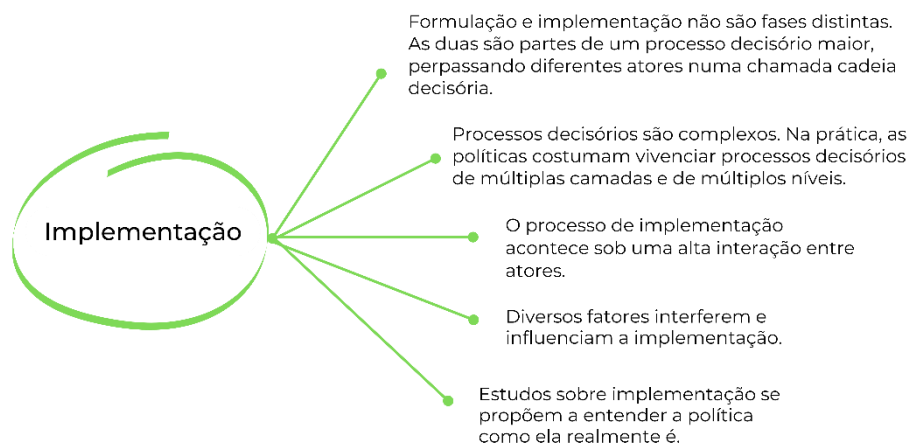 Formulação e implementação não são fases distintas.
As duas são partes de um processo decisório maior,
perpassando diferentes atores numa chamada cadeia
decisória.
Processos decisórios são complexos. Na prática, as
políticas costumam vivenciar processos decisórios
de múltiplas camadas e de múltiplos níveis.
Implementação
O processo de implementação
acontece sob uma alta interação entre
atores.
Diversos fatores interferem e
influenciam a implementação.
Estudos sobre implementação se
propõem a entender a política
como ela realmente é.